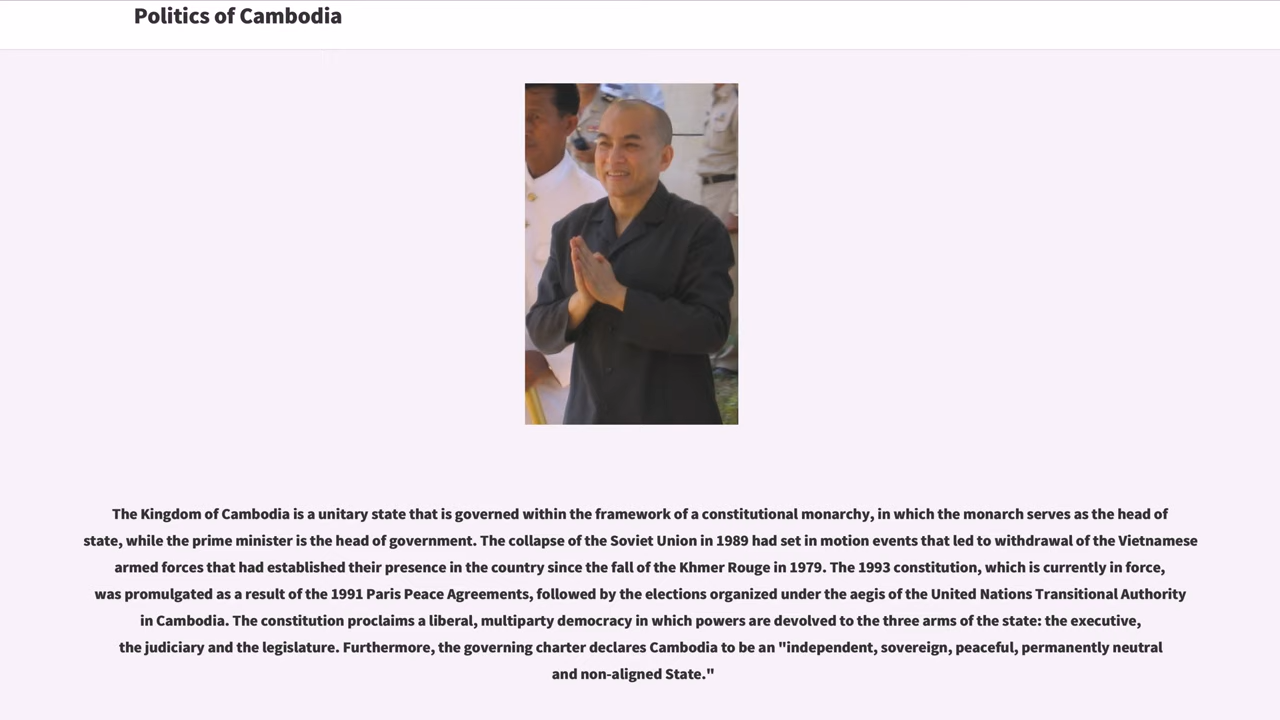 Politics of Cambodia
The Kingdom of Cambodia is a unitary state that is governed within the framework of a constitutional monarchy, in which the monarch serves as the head of
state, while the prime minister is the head of government. The collapse of the Soviet Union in 1989 had set in motion events that led to withdrawal of the Vietnamese
armed forces that had established their presence in the country since the fall of the Khmer Rouge in 1979. The 1993 constitution, which is currently in force,
was promulgated as a result of the 1991 Paris Peace Agreements, followed by the elections organized under the aegis of the United Nations Transitional Authority
in Cambodia. The constitution proclaims a liberal, multiparty democracy in which powers are devolved to the three arms of the state: the executive,
the judiciary and the legislature. Furthermore, the governing charter declares Cambodia to be an "independent, sovereign, peaceful, permanently neutral
and non-aligned State."